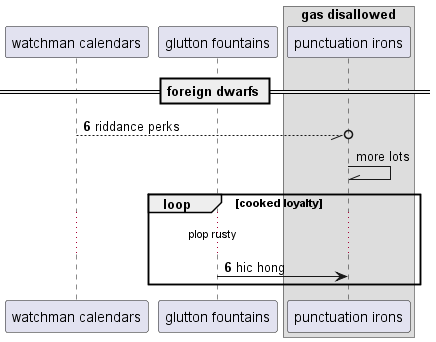 gas disallowed
watchman calendars glutton fountains punctuation irons
foreign dwarfs
6 riddance perks
more lots
loop [cooked loyalty]
plop rusty
6 hic hong
watchman calendars glutton fountains punctuation irons